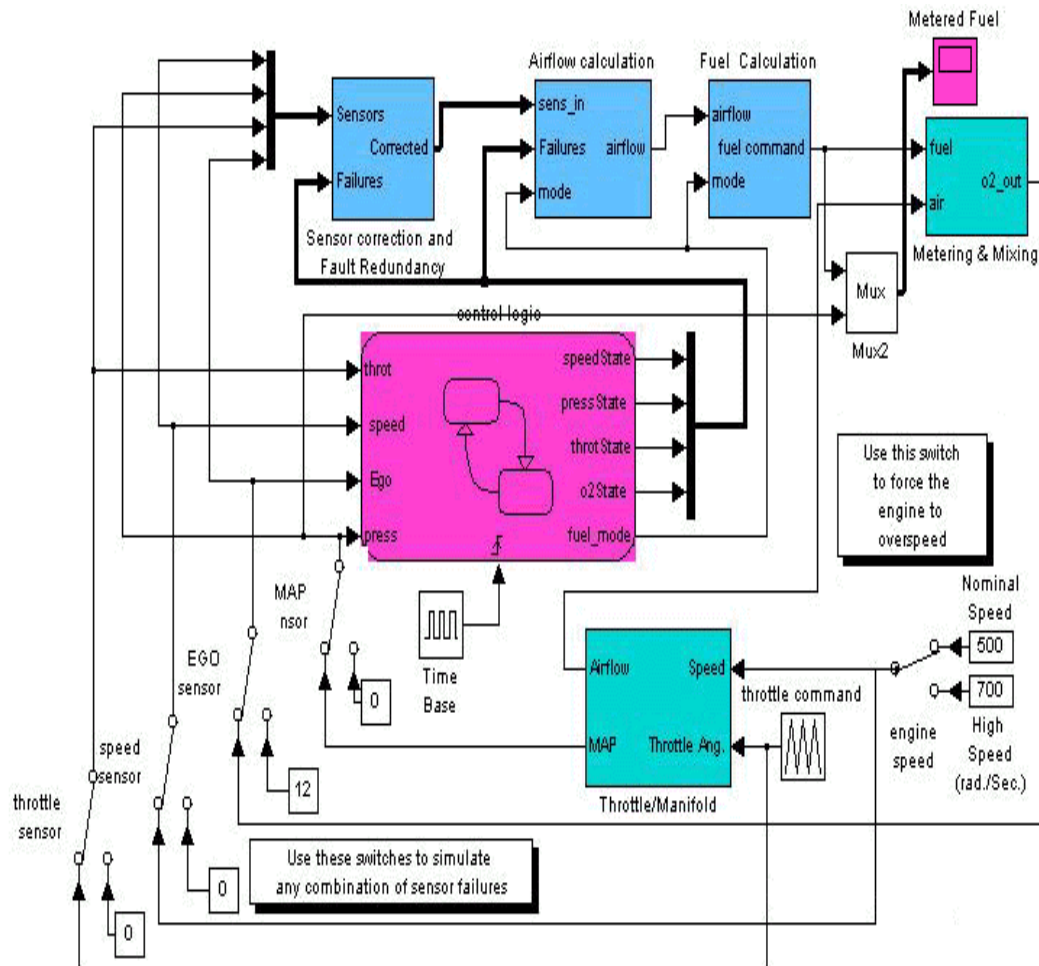 Metered Fuel
Airflow calculation
Fuel Calculation
Sensors
Corrected
Failures
sens_in
Failures
airflow
mode
airflow
fuel command
mode
fuel
o2_out
air
Sensor correction and
Fault Redundancy
Metering & Mixing
Mux
Mux2
control logic
throt
speed
Ego
press
speedState
pressState
throtState
o2State
fuel_mode
Use this switch
to force the
engine to
overspeed
MAP
nsor
0
Time
Base
EGO
sensor
12
speed
sensor
0
throttle
sensor
0
Airflow
Speed
MAP
Throttle Ang.
Throttle/Manifold
throttle command
Nominal
Speed
500
700
engine
speed
High
Speed
(rad./Sec.)
Use these switches to simulate
any combination of sensor failures